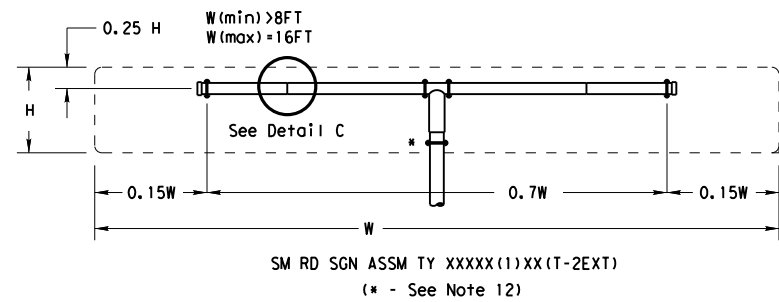 0.25 H
W(min) >8FT
W(max) =16FT
H
See Detail C
*
0.15W
0.7W
0.15W
W
SM RD SGN ASSM TY XXXXX(1)XX(T-2EXT)
(* - See Note 12)